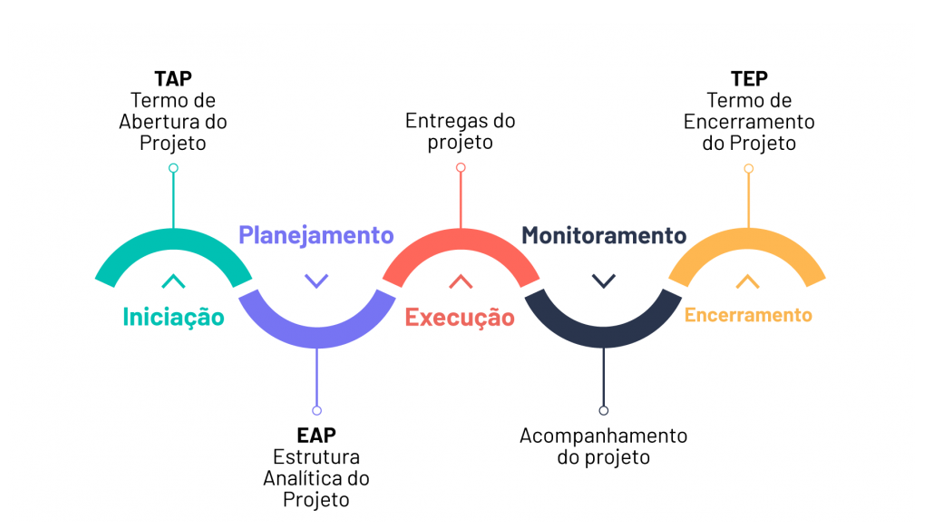 TAP
Termo de
Abertura do
Projeto
Iniciação
Planejamento
EAP
Estrutura
Analítica do
Projeto
Entregas do
projeto
Execução
Monitoramento
Acompanhamento
do projeto
TEP
Termo de
Encerramento
do Projeto
Encerramento